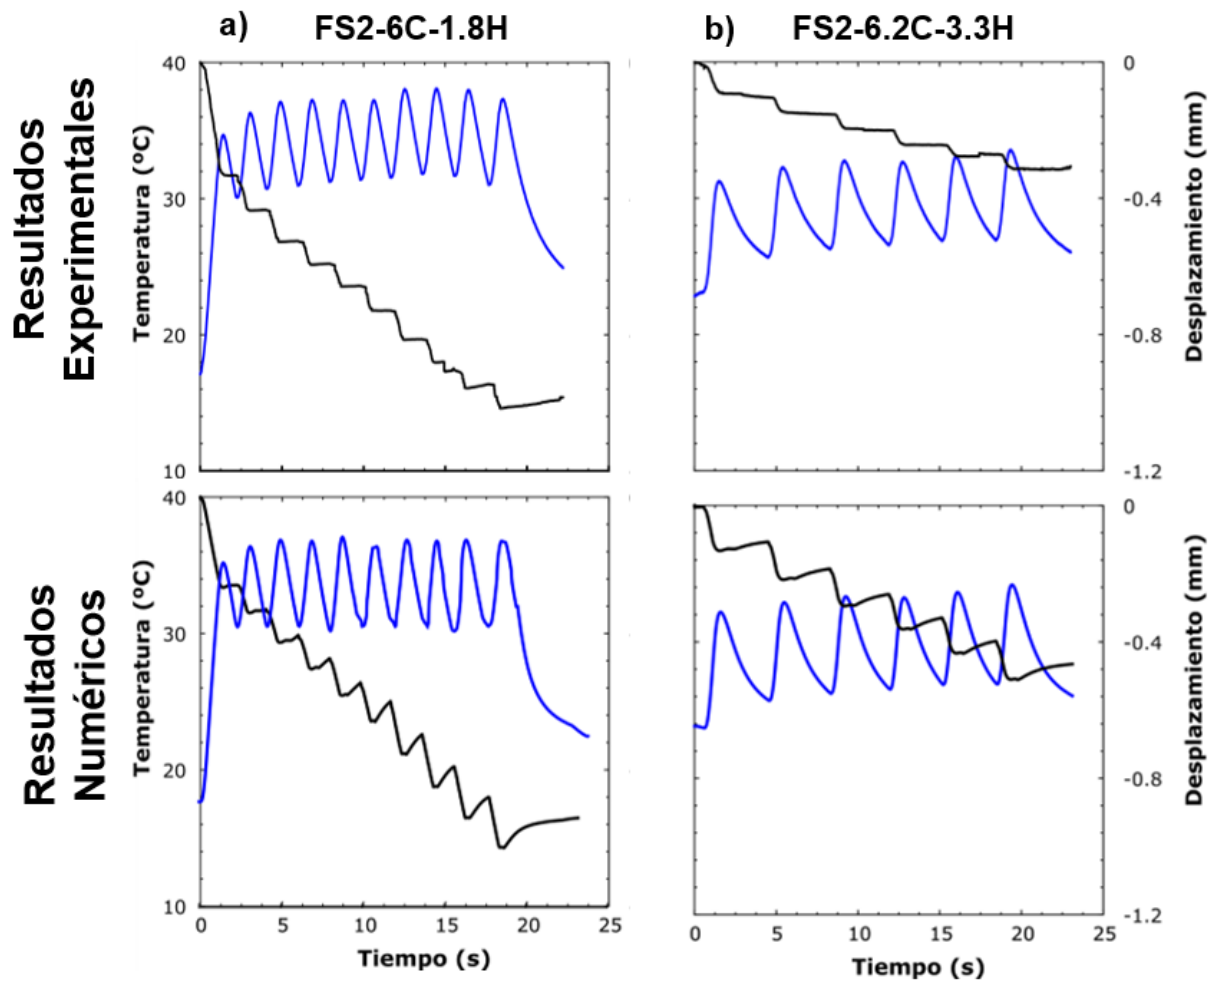 a) FS2-6C-1.8H
b) FS2-6.2C-3.3H
Resultados
Experimentales
Temperatura (ºC)
40
30
20
10
0
-0.4
-0.8
-1.2
Desplazamiento (mm)
Resultados
Numéricos
Temperatura (ºC)
40
30
20
10
0 5 10 15 20 25
Tiempo (s)
0
-0.4
-0.8
-1.2
Desplazamiento (mm)
0 5 10 15 20 25
Tiempo (s)